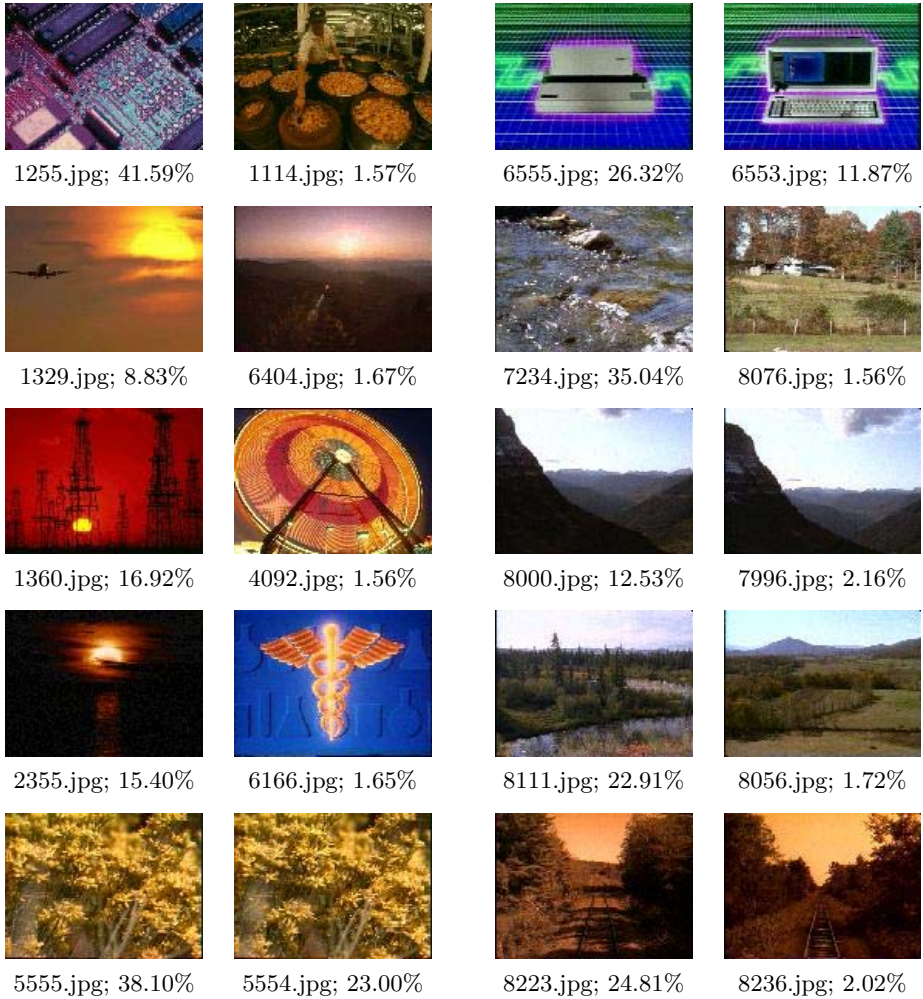 1255.jpg; 41.59% 1114.jpg; 1.57% 6555.jpg; 26.32% 6553.jpg; 11.87%
1329.jpg; 8.83% 6404.jpg; 1.67% 7234.jpg; 35.04% 8076.jpg; 1.56%
1360.jpg; 16.92% 4092.jpg; 1.56% 8000.jpg; 12.53% 7996.jpg; 2.16%
2355.jpg; 15.40% 6166.jpg; 1.65% 8111.jpg; 22.91% 8056.jpg; 1.72%
5555.jpg; 38.10% 5554.jpg; 23.00% 8223.jpg; 24.81% 8236.jpg; 2.02%